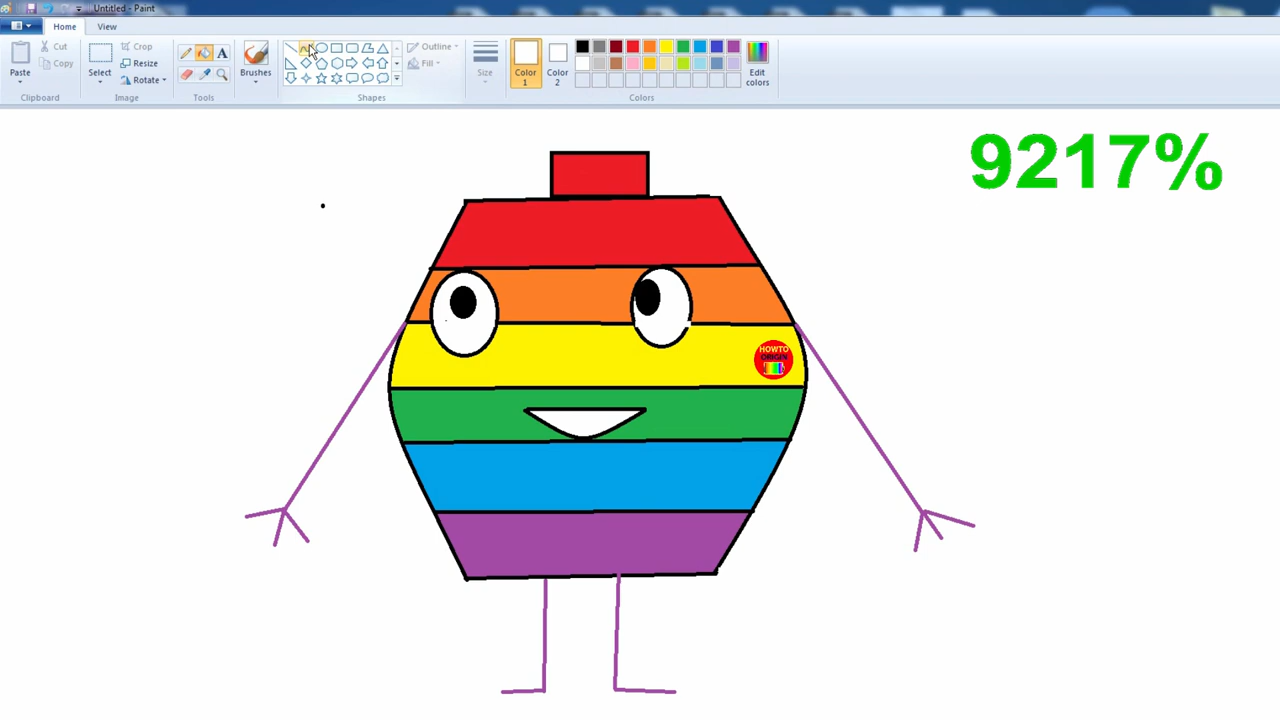 Untitled - Paint
Home View
Paste
Cut
Copy
Clipboard
Select
Crop
Resize
Rotate
Image
Tools
Brushes
Shapes
Outline
Fill
Size
Color 1
Color 2
Edit colors
Colors
9217%
HOWTO
ORIGIN